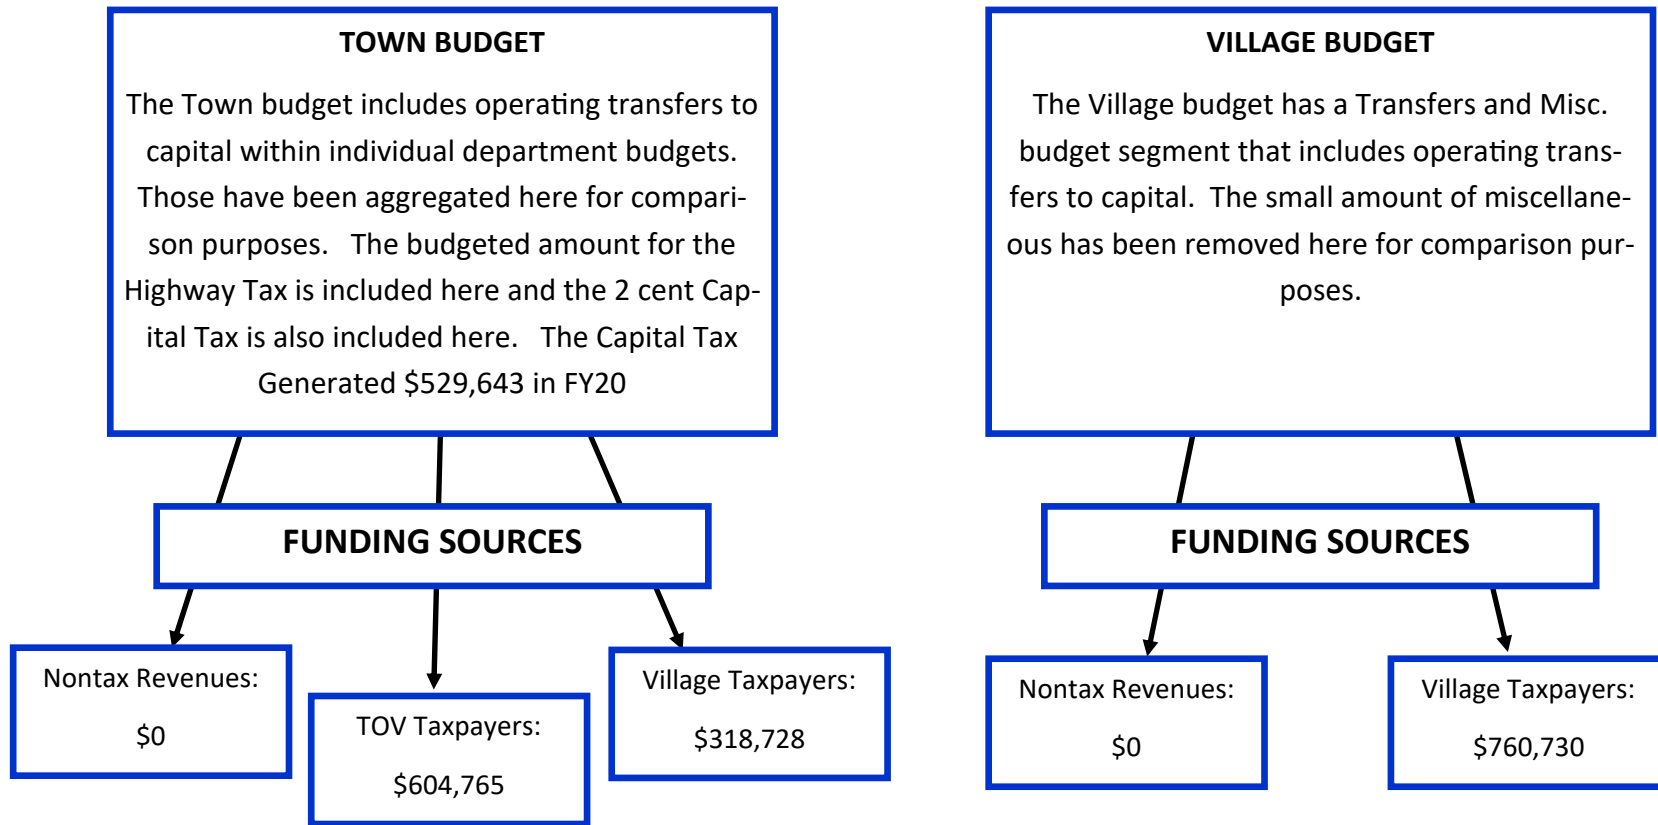 TOWN BUDGET
The Town budget includes operating transfers to
capital within individual department budgets.
Those have been aggregated here for compari-
son purposes.   The budgeted amount for the
Highway Tax is included here and the 2 cent Cap-
ital Tax is also included here.   The Capital Tax
Generated $529,643 in FY20
VILLAGE BUDGET
The Village budget has a Transfers and Misc.
budget segment that includes operating trans-
fers to capital.  The small amount of miscellane-
ous has been removed here for comparison pur-
poses.
FUNDING SOURCES
FUNDING SOURCES
Nontax Revenues:
$0
TOV Taxpayers:
$604,765
Village Taxpayers:
$318,728
Nontax Revenues:
$0
Village Taxpayers:
$760,730